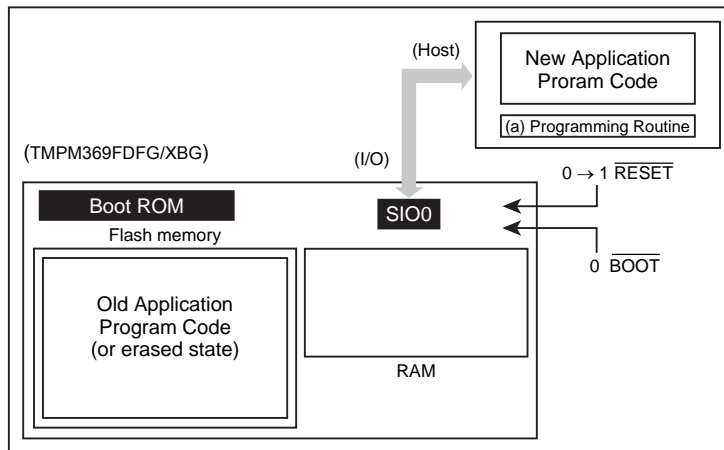 (Host)
New Application
Proram Code
(a) Programming Routine
(TMPM369FDFG/XBG)
(I/O)
0 → 1 RESET
Boot ROM
SIO0
Flash memory
0 BOOT
Old Application
Program Code
(or erased state)
RAM